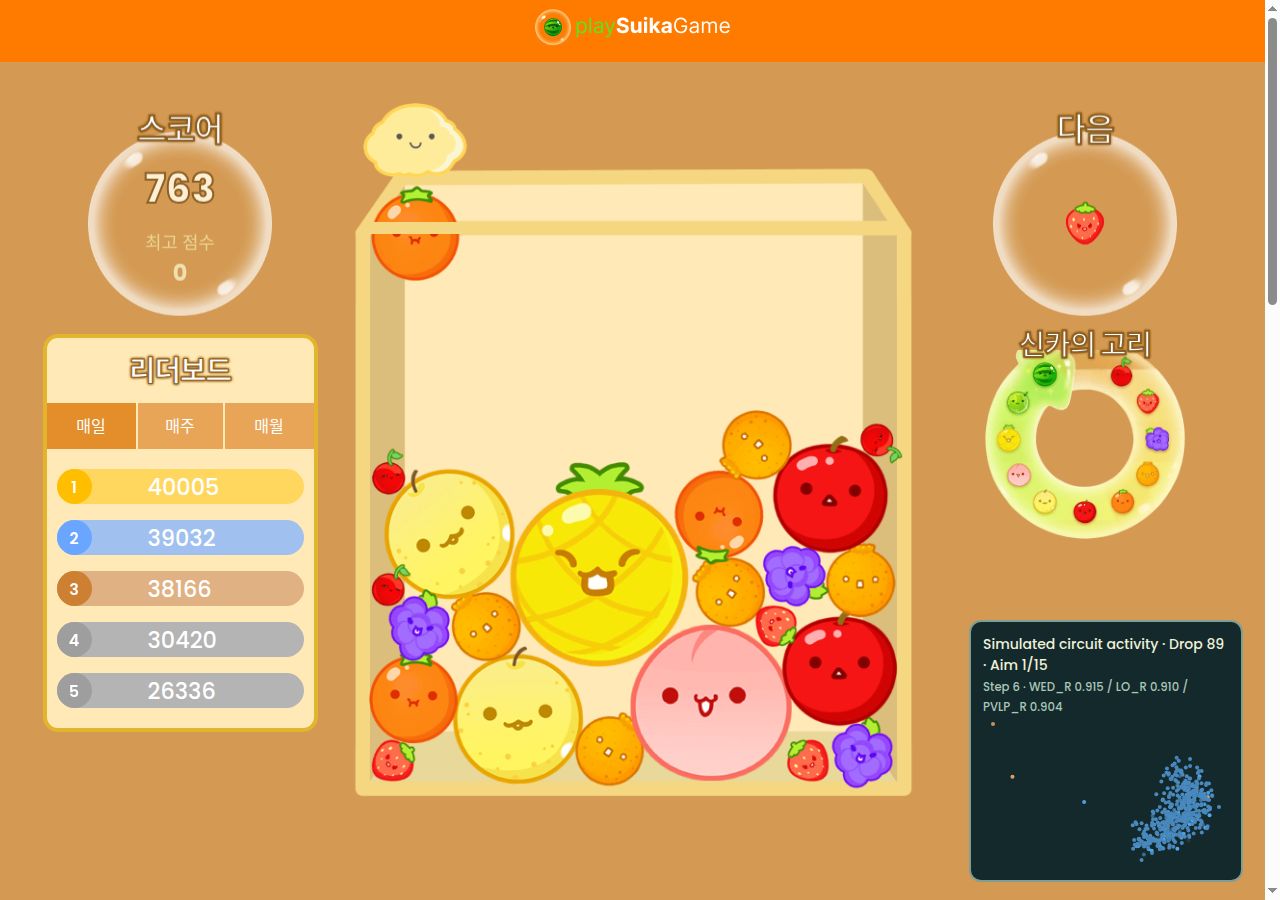 playSuikaGame
스코어
763
최고 점수
0
리더보드
매일 매주 매월
1 40005
2 39032
3 38166
4 30420
5 26336
다음
신카의 고리
Simulated circuit activity · Drop 89
· Aim 1/15
Step 6 · WED_R 0.915 / LO_R 0.910 /
PVLP_R 0.904